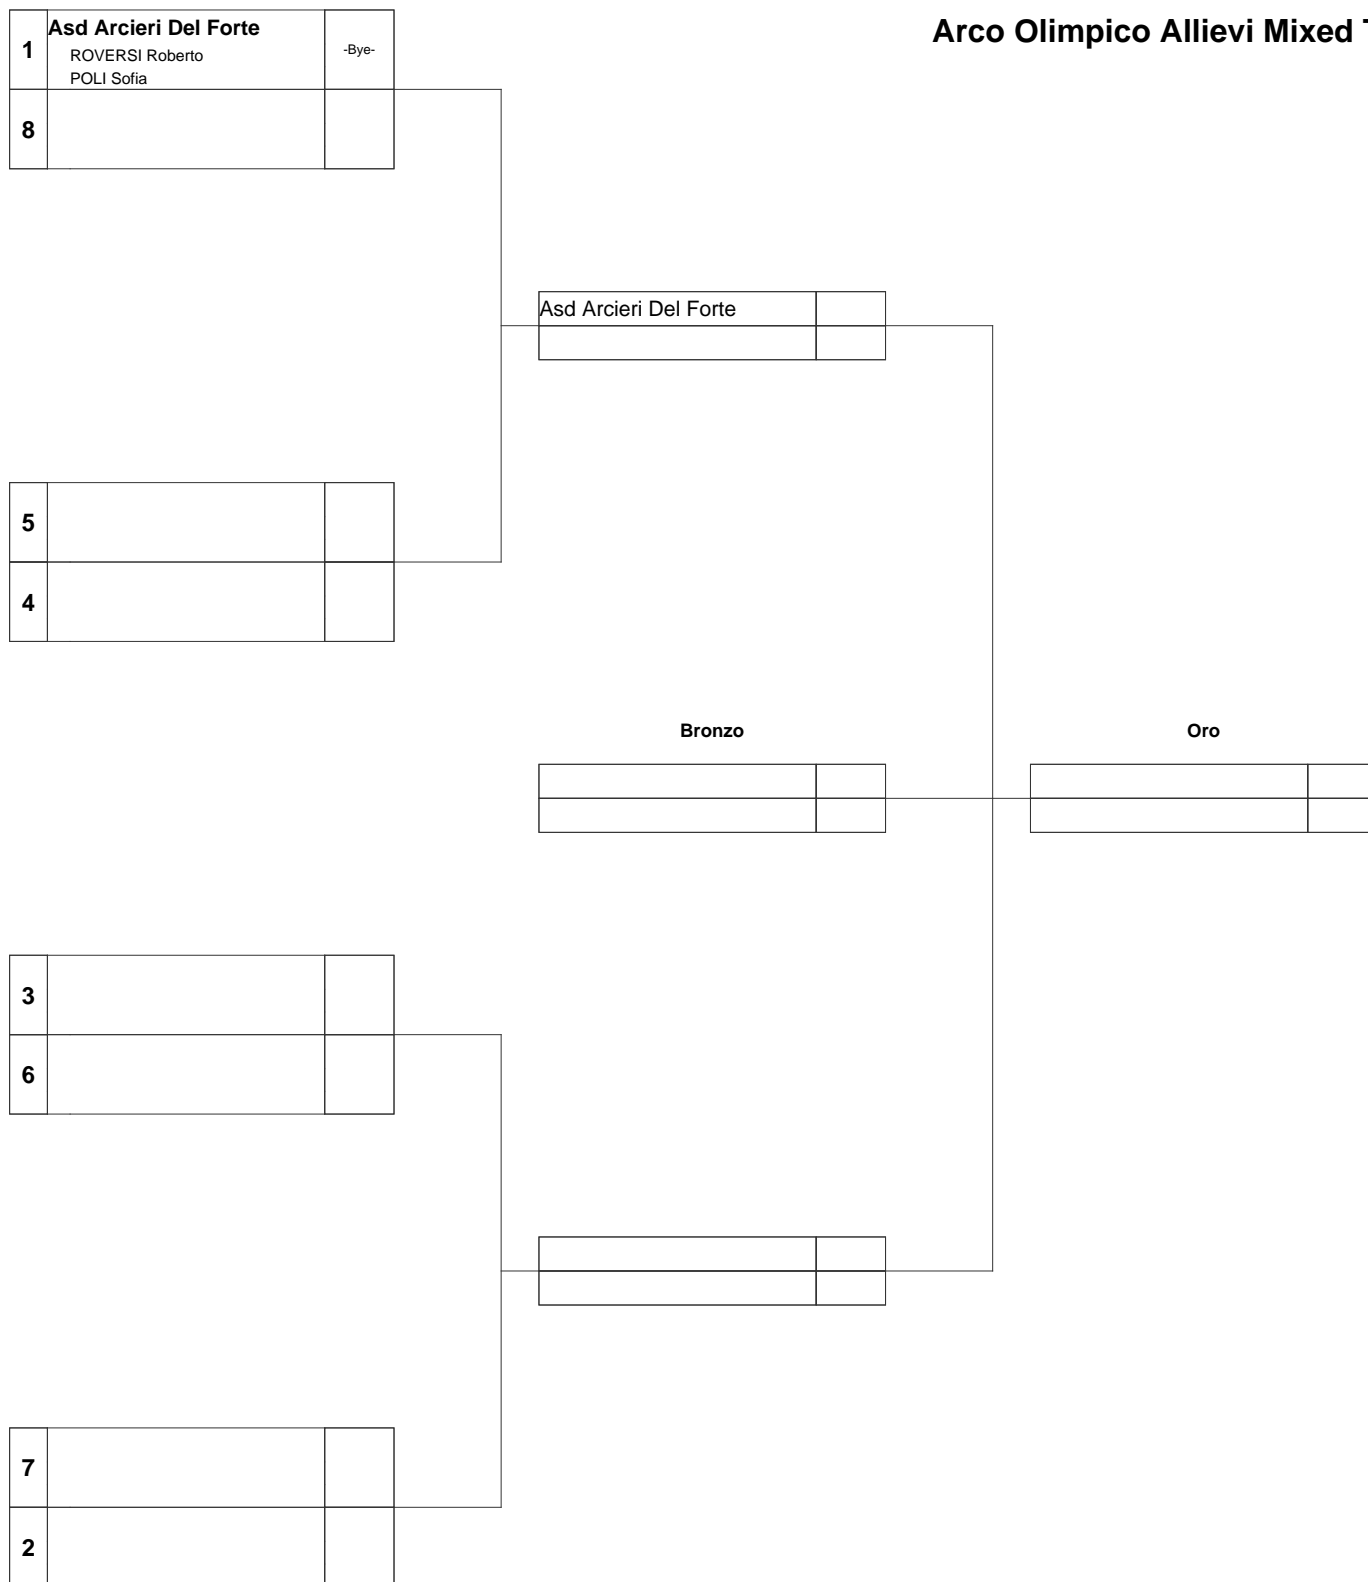 Arco Olimpico Allievi Mixed
1
Asd Arcieri Del Forte
-Bye-
ROVERSI Roberto
POLI Sofia
8
Asd Arcieri Del Forte
5
4
Bronzo
Oro
3
6
7
2